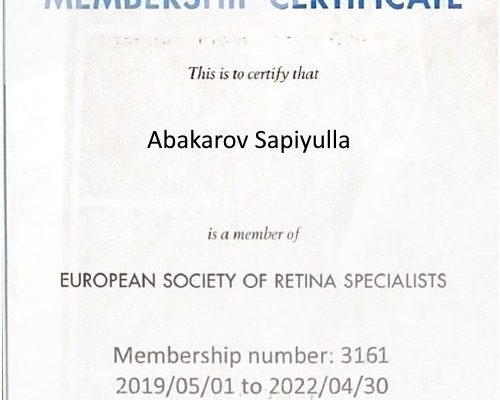 MEMBERSHIP CERTIFICATE
This is to certify that
Abakarov Sapiyulla
is a member of
EUROPEAN SOCIETY OF RETINA SPECIALISTS
Membership number: 3161
2019/05/01 to 2022/04/30